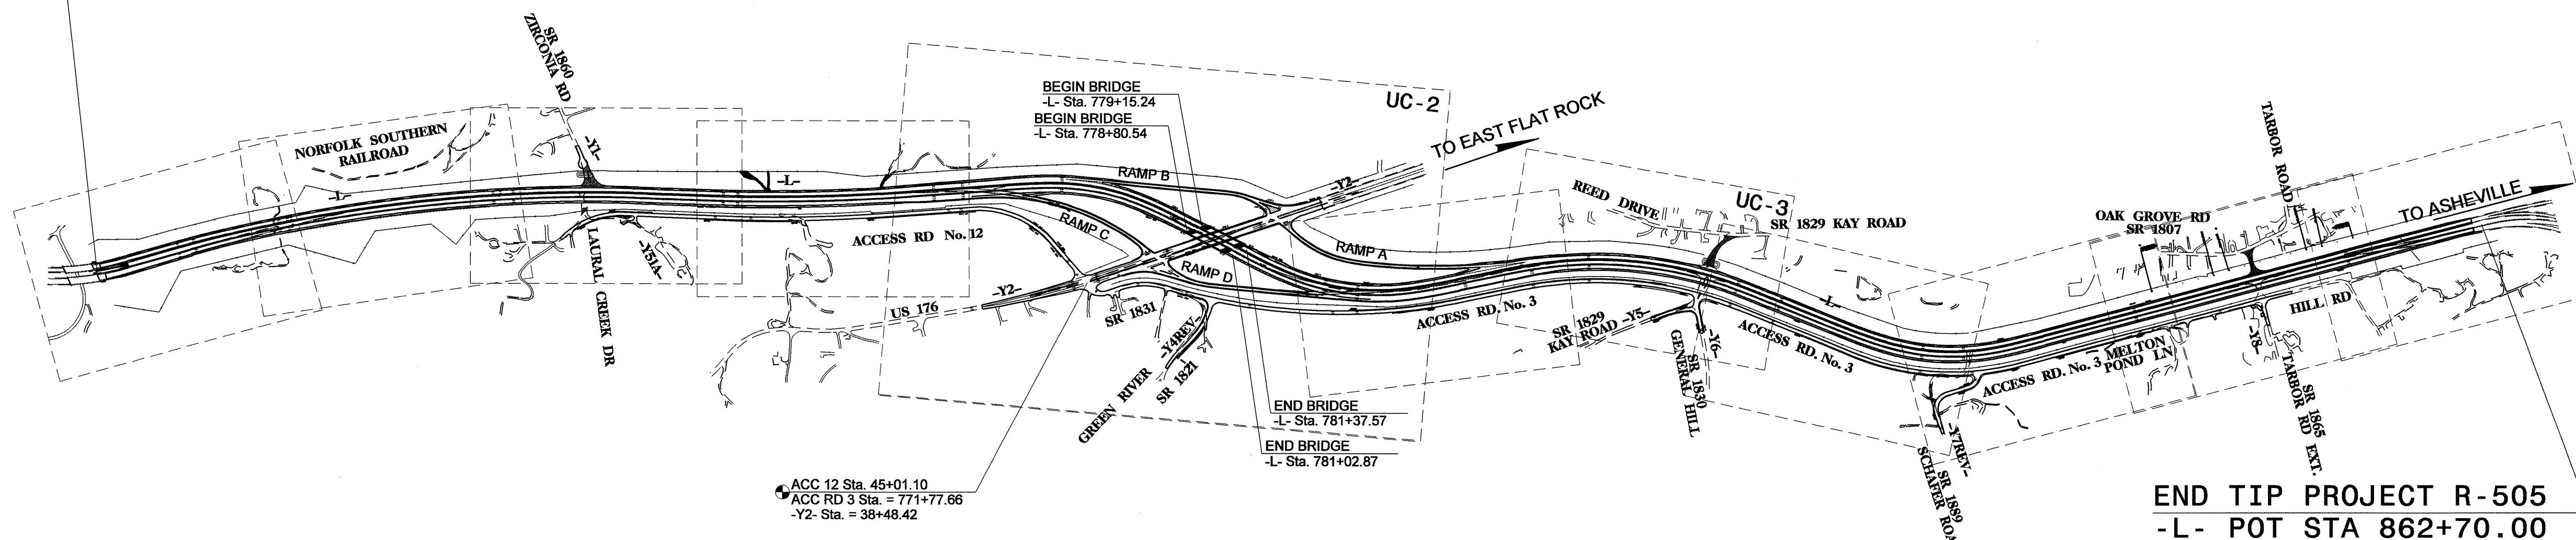 SR 1860
ZIRCONIA RD
-Y1-
NORFOLK SOUTHERN
RAILROAD
-L-
-L-
LAURAL CREEK DR
-Y51A-
ACCESS RD No. 12
BEGIN BRIDGE
-L- Sta. 779+15.24
BEGIN BRIDGE
-L- Sta. 778+80.54
UC-2
TO EAST FLAT ROCK
RAMP B
-Y2-
RAMP C
RAMP A
RAMP D
-Y2-
US 176
SR 1831
-Y4REV-
GREEN RIVER
SR 1821
END BRIDGE
-L- Sta. 781+37.57
END BRIDGE
-L- Sta. 781+02.87
ACC 12 Sta. 45+01.10
ACC RD 3 Sta. = 771+77.66
-Y2- Sta. = 38+48.42
REED DRIVE
UC-3
SR 1829 KAY ROAD
ACCESS RD. No. 3
SR 1829
KAY ROAD -Y5-
-Y6-
SR 1830
GENERAL HILL
ACCESS RD. No. 3
-L-
TARBOR ROAD
OAK GROVE RD
SR 1807
TO ASHEVILLE
HILL RD
ACCESS RD. No. 3
MELTON
POND LN
-Y8-
SR 1865
TARBOR RD EXT.
-Y7REV-
SR 1889
SCHAFER
END TIP PROJECT R-505
-L- POT STA 862+70.00